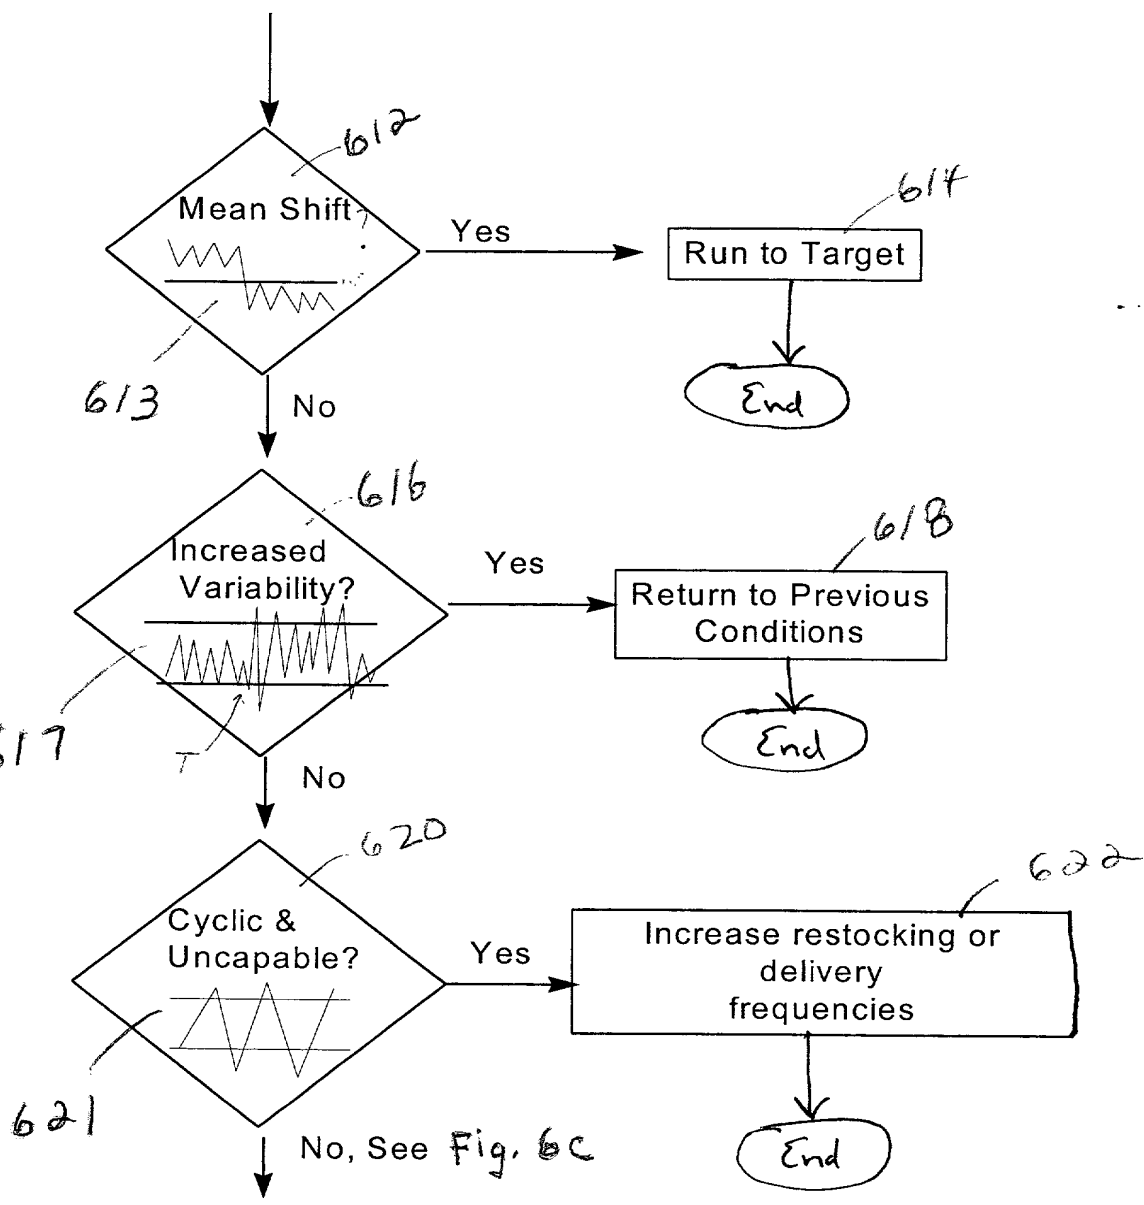 612
Mean Shift?
Yes
614
Run to Target
End
613
No
616
Increased
Variability?
Yes
618
Return to Previous
Conditions
End
617
T
No
620
Cyclic &
Uncapable?
Yes
622
Increase restocking or
delivery
frequencies
End
621
No, See Fig. 6c